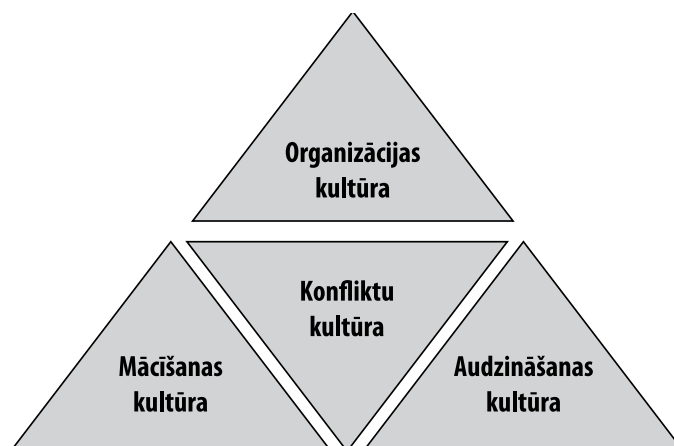 Organizācijas
kultūra
Konfliktu
kultūra
Mācīšanas
kultūra
Audzināšanas
kultūra